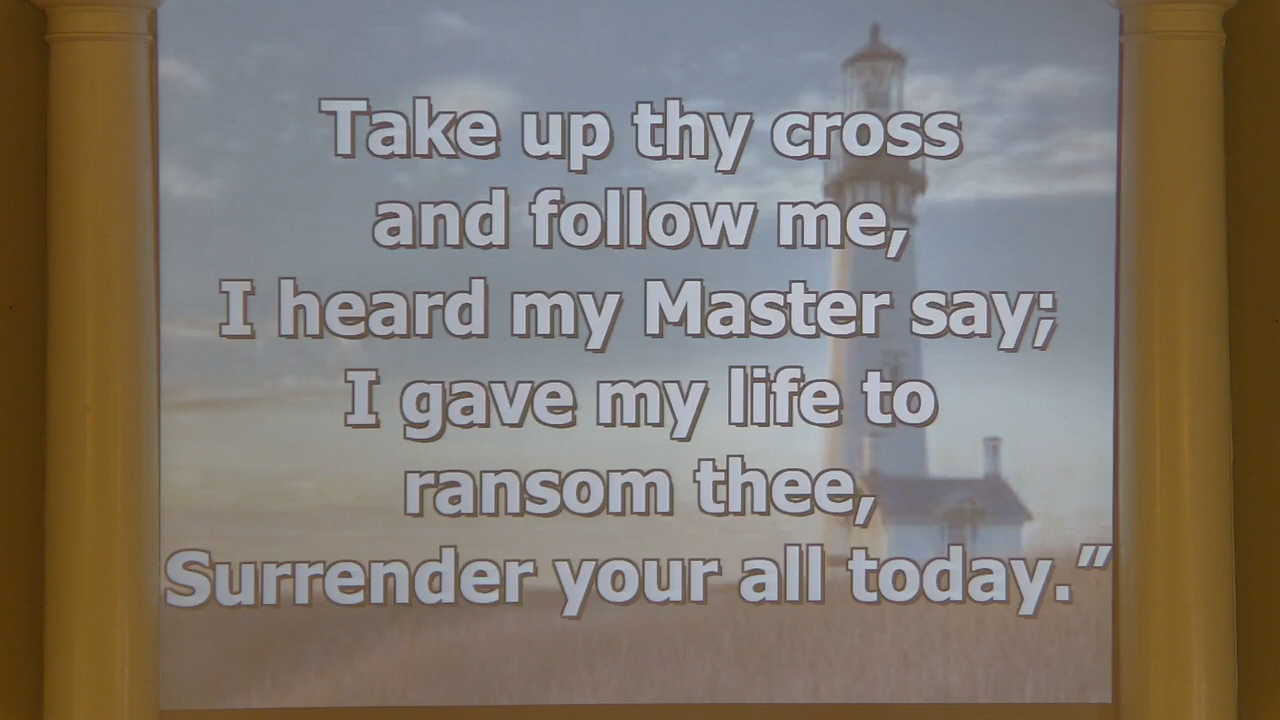 Take up thy cross
and follow me,
I heard my Master say;
I gave my life to
ransom thee,
Surrender your all today.”